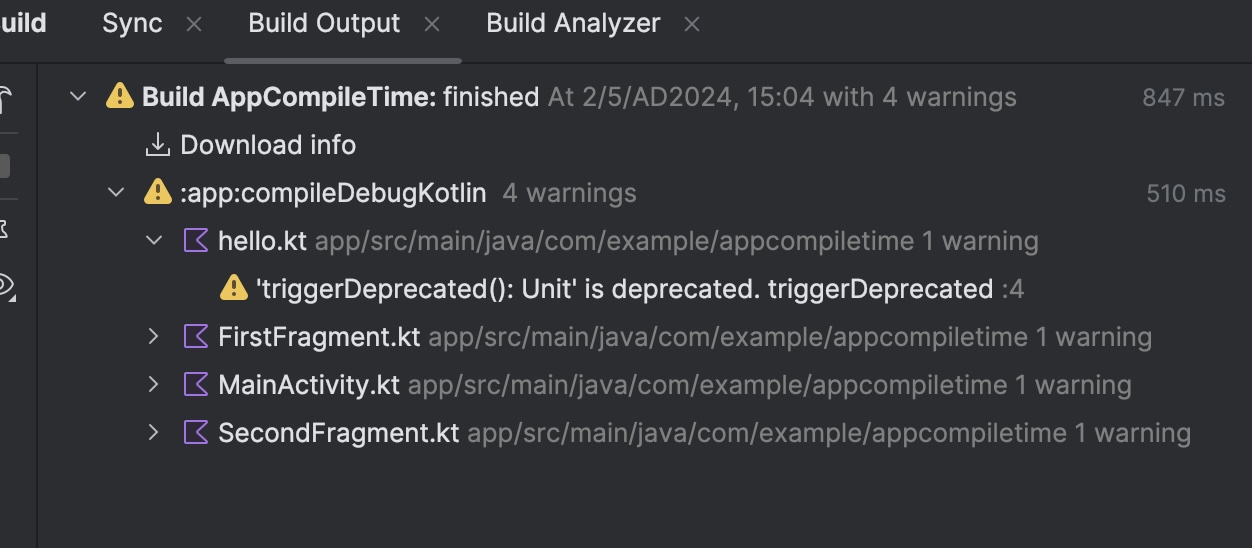 uild Sync Build Output Build Analyzer
Build AppCompileTime: finished At 2/5/AD2024, 15:04 with 4 warnings 847 ms
Download info
:app:compileDebugKotlin 4 warnings 510 ms
hello.kt app/src/main/java/com/example/appcompiletime 1 warning
'triggerDeprecated(): Unit' is deprecated. triggerDeprecated :4
FirstFragment.kt app/src/main/java/com/example/appcompiletime 1 warning
MainActivity.kt app/src/main/java/com/example/appcompiletime 1 warning
SecondFragment.kt app/src/main/java/com/example/appcompiletime 1 warning